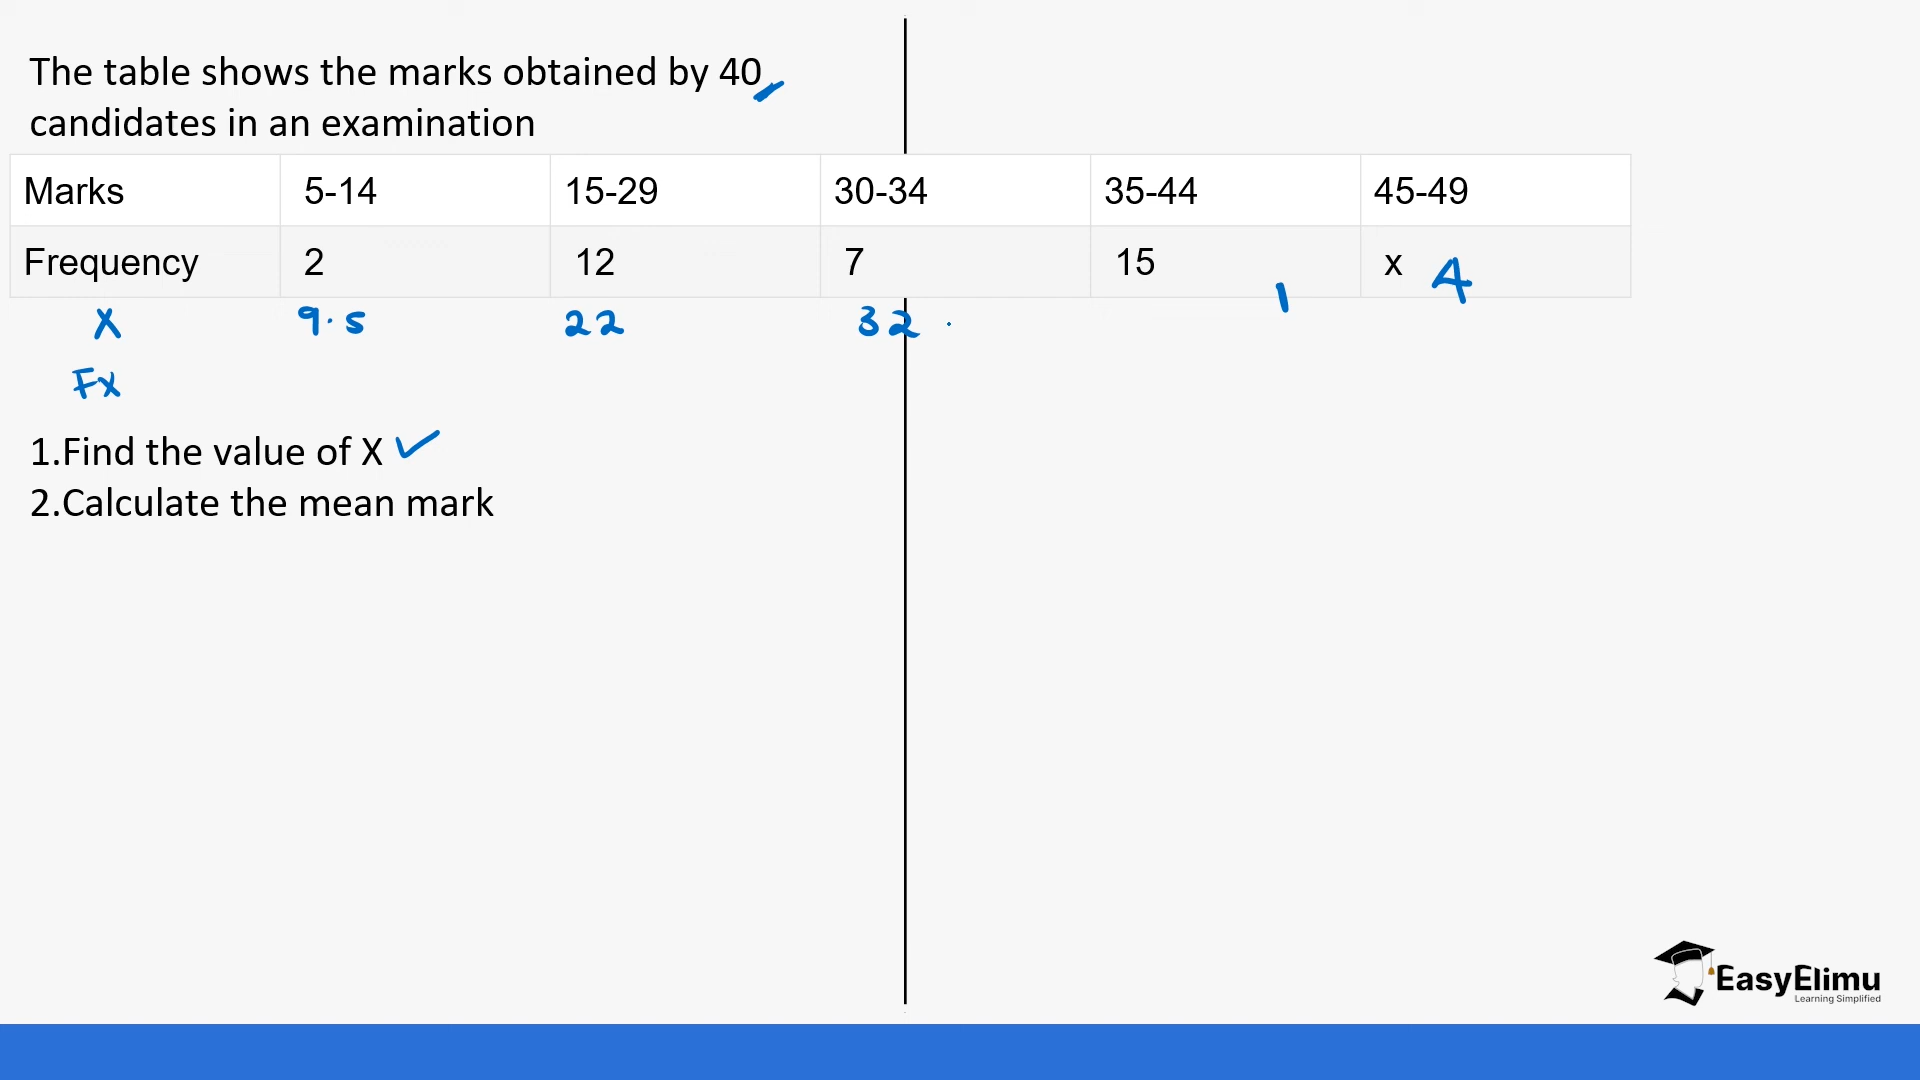 The table shows the marks obtained by 40
candidates in an examination
Marks 5-14 15-29 30-34 35-44 45-49
Frequency 2 12 7 15 x 4
X 9.5 22 32
Fx
1.Find the value of X
2.Calculate the mean mark
EasyElimu
Learning Simplified